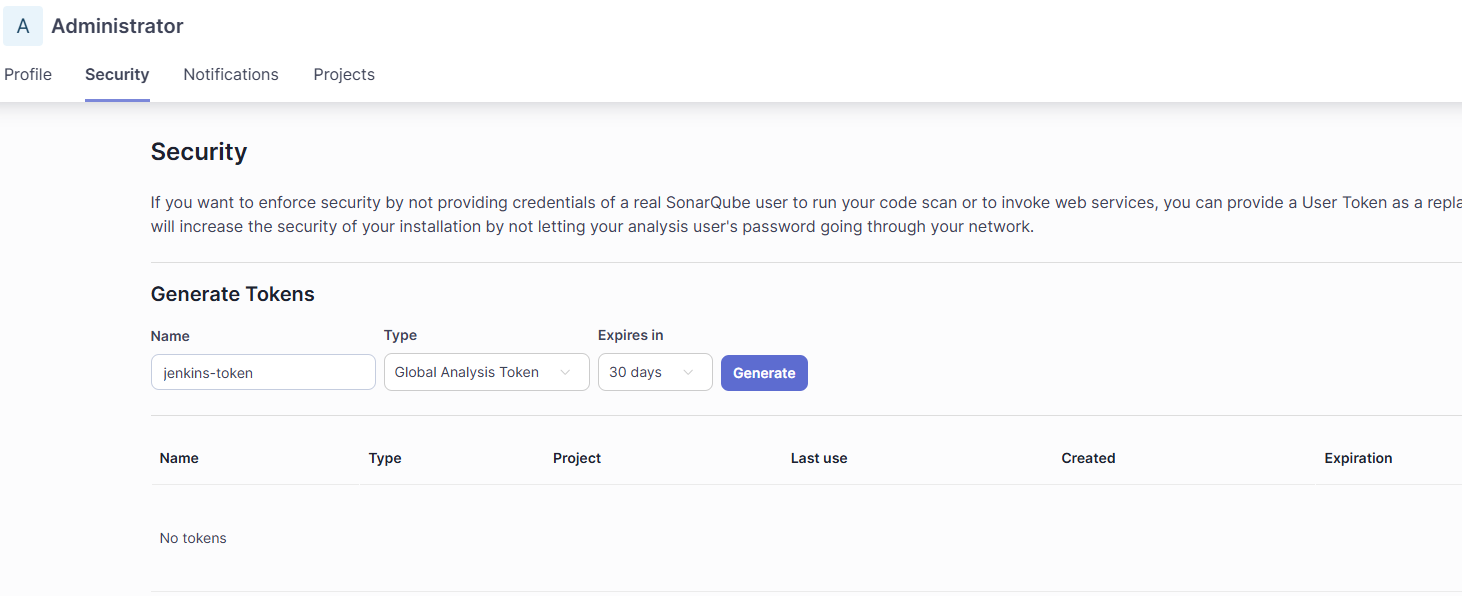 A Administrator
Profile Security Notifications Projects
Security
If you want to enforce security by not providing credentials of a real SonarQube user to run your code scan or to invoke web services, you can provide a User Token as a
will increase the security of your installation by not letting your analysis user's password going through your network.
Generate Tokens
Name Type Expires in
jenkins-token Global Analysis Token 30 days Generate
Name Type Project Last use Created Expiration
No tokens